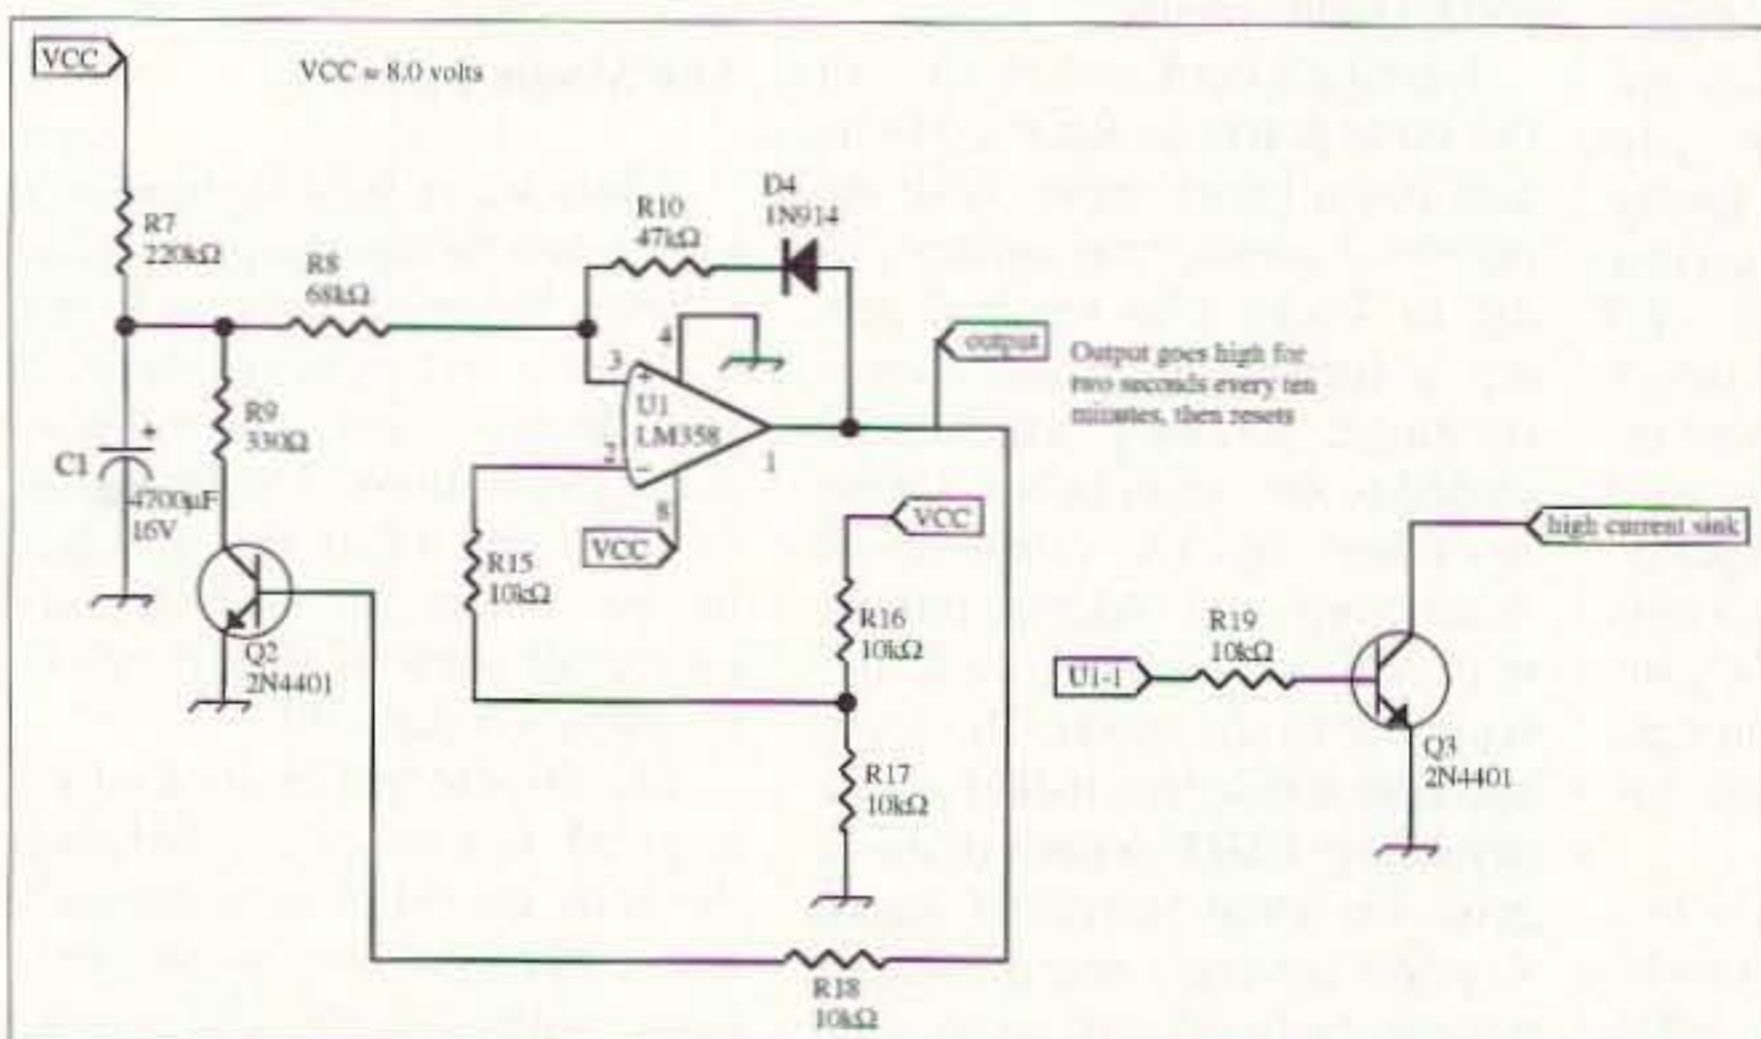 VCC
VCC ≈ 8.0 volts
R7
220kΩ
R8
68kΩ
R10
47kΩ
D4
1N914
3
4
+
U1
LM358
2
−
1
8
VCC
output
Output goes high for
two seconds every ten
minutes, then resets
R9
330Ω
C1
+
4700µF
16V
Q2
2N4401
R15
10kΩ
VCC
R16
10kΩ
R17
10kΩ
R18
10kΩ
high current sink
U1-1
R19
10kΩ
Q3
2N4401